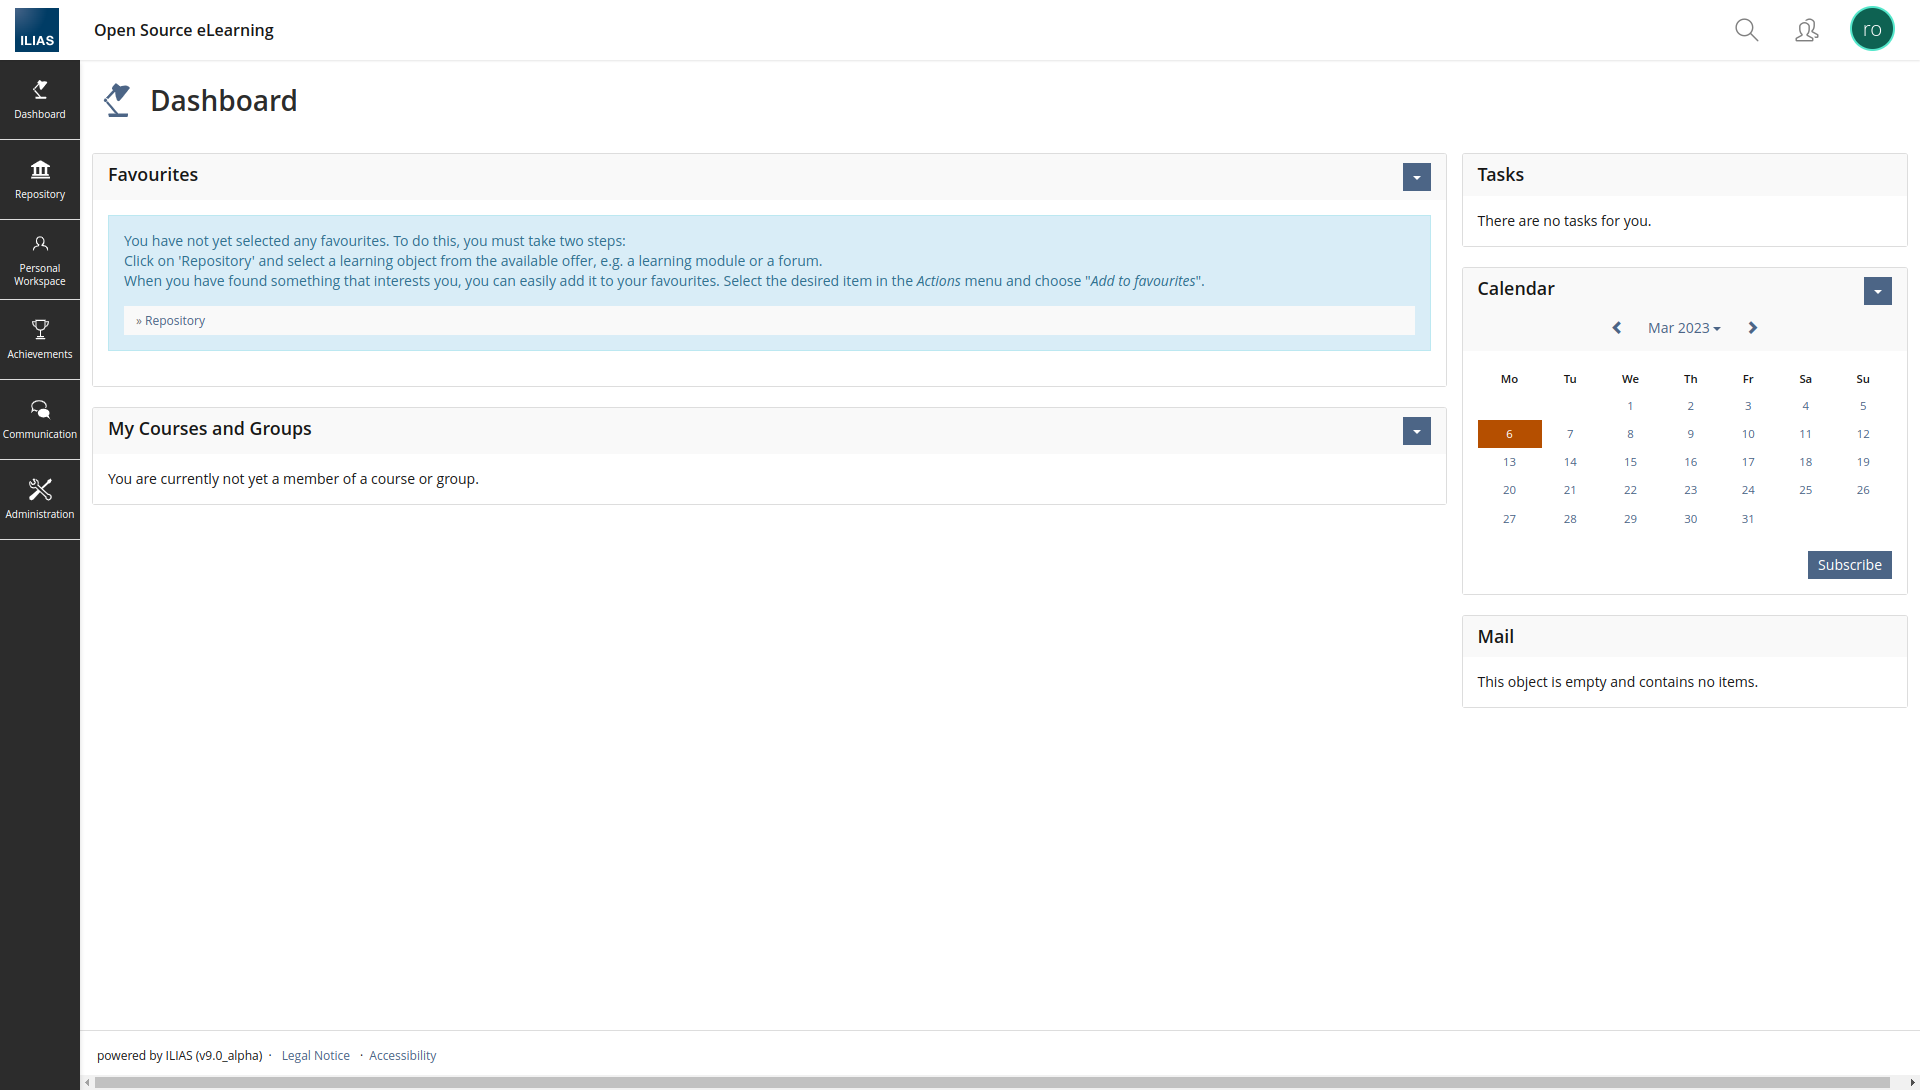 ILIAS
Open Source eLearning
ro
Dashboard
Repository
Personal
Workspace
Achievements
Communication
Administration
Dashboard
Favourites
You have not yet selected any favourites. To do this, you must take two steps:
Click on 'Repository' and select a learning object from the available offer, e.g. a learning module or a forum.
When you have found something that interests you, you can easily add it to your favourites. Select the desired item in the Actions menu and choose "Add to favourites".
» Repository
My Courses and Groups
You are currently not yet a member of a course or group.
Tasks
There are no tasks for you.
Calendar
Mar 2023
Mo Tu We Th Fr Sa Su
1 2 3 4 5
6 7 8 9 10 11 12
13 14 15 16 17 18 19
20 21 22 23 24 25 26
27 28 29 30 31
Subscribe
Mail
This object is empty and contains no items.
powered by ILIAS (v9.0_alpha) · Legal Notice · Accessibility